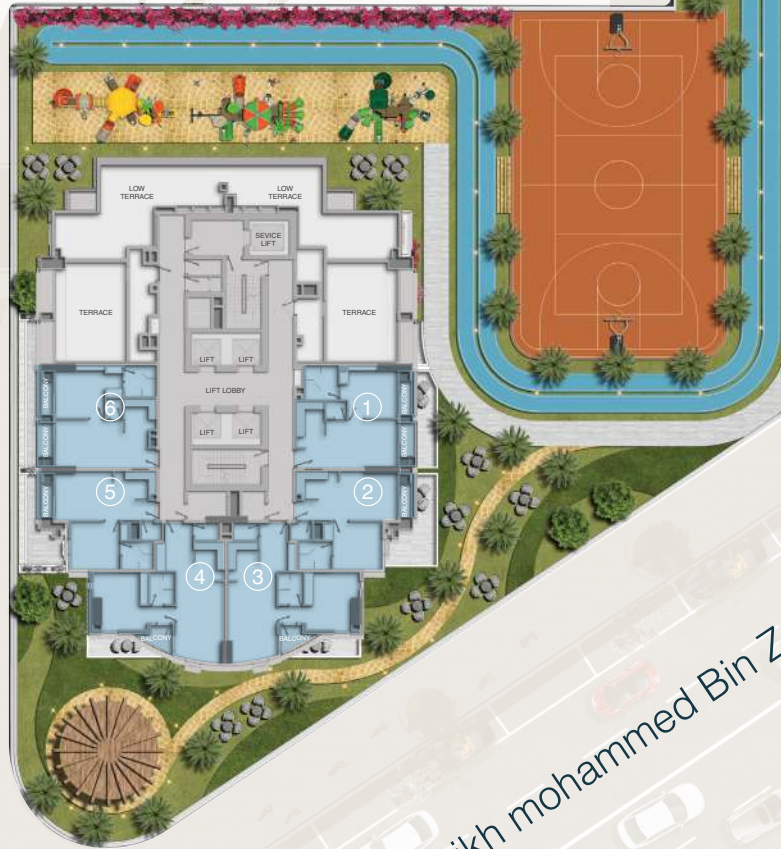 LOW
TERRACE
LOW
TERRACE
SEVICE
LIFT
TERRACE
TERRACE
LIFT
LIFT
LIFT LOBBY
LIFT
LIFT
BALCONY
6
1
BALCONY
BALCONY
BALCONY
5
2
BALCONY
BALCONY
4
3
BALCONY
BALCONY
ikh mohammed Bin Z